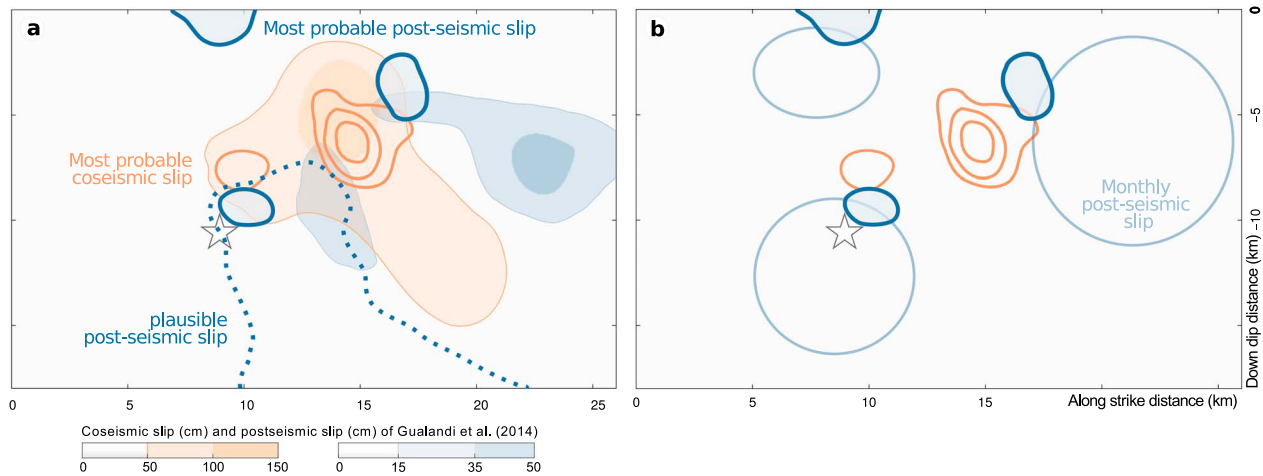 a
Most probable post-seismic slip
Most probable
coseismic slip
plausible
post-seismic slip
0 5 10 15 20 25
b
Monthly
post-seismic
slip
0 5 10 15 Along strike distance (km)
0
−5
−10
Down dip distance (km)
Coseismic slip (cm) and postseismic slip (cm) of Gualandi et al. (2014)
0 50 100 150
0 15 35 50